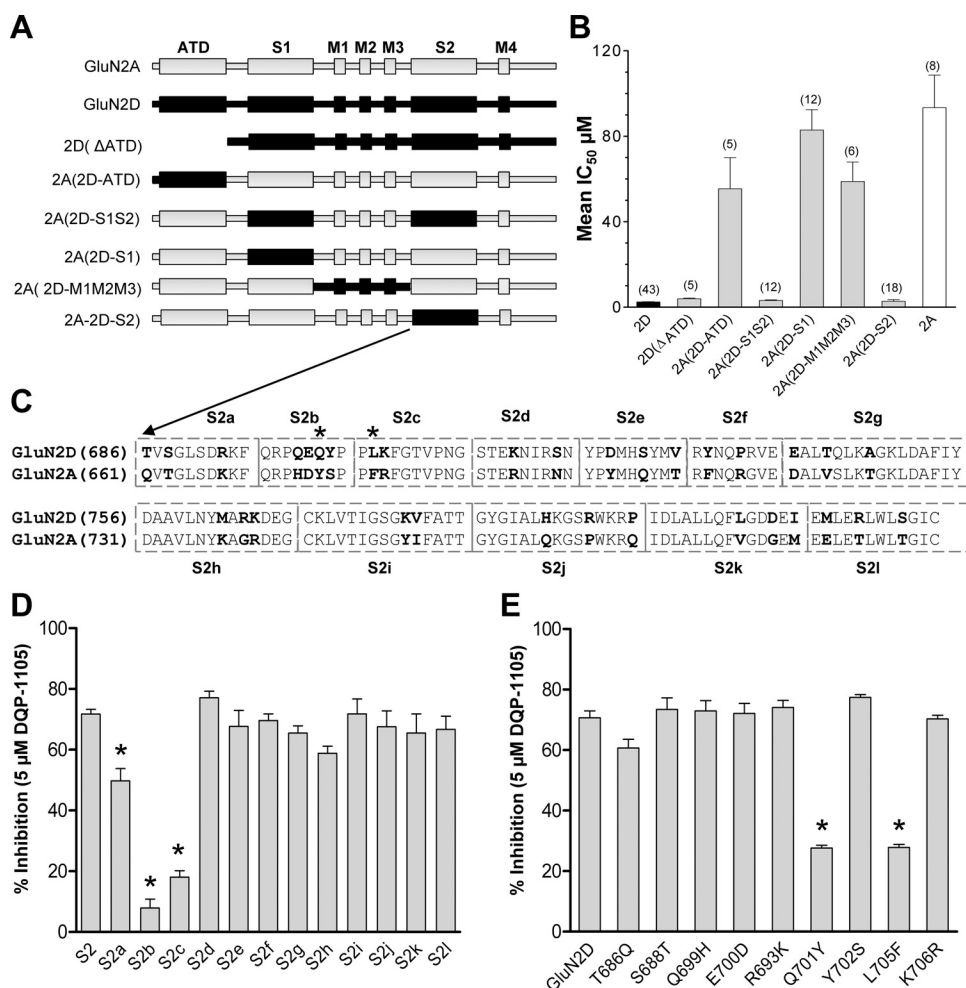 A
ATD S1 M1 M2 M3 S2 M4
GluN2A
GluN2D
2D( ΔATD)
2A(2D-ATD)
2A(2D-S1S2)
2A(2D-S1)
2A( 2D-M1M2M3)
2A-2D-S2)
B
Mean IC50 µM
120
80
40
0
(43) (5) (5) (12) (12) (6) (18) (8)
2D 2D(Δ ATD) 2A(2D-ATD) 2A(2D-S1S2) 2A(2D-S1) 2A(2D-M1M2M3) 2A(2D-S2) 2A
C
S2a S2b S2c S2d S2e S2f S2g
* *
GluN2D (686) TVSGLSDRKF QRPQEQYP PLKFGTVPNG STEKNIRSN YPDMHSYMV RYNQPRVE EALTQLKAGKLDAFIY
GluN2A (661) QVTGLSDKKF QRPHDYSP PFRFGTVPNG STERNIRNN YPYMHQYMT RFNQRGVE DALVSLKTGKLDAFIY
GluN2D (756) DAAVLNYMARKDEG CKLVTIGSGKVFATT GYGIALHKGSRWKRP IDLALLQFLGDDEI EMLERLWLSGIC
GluN2A (731) DAAVLNYKAGRDEG CKLVTIGSGYIFATT GYGIALQKGSPWKRQ IDLALLQFVGDGEM EELETLWLTGIC
S2h S2i S2j S2k S2l
D
% Inhibition (5 µM DQP-1105)
100
80
60
40
20
0
* * *
S2 S2a S2b S2c S2d S2e S2f S2g S2h S2i S2j S2k S2l
E
% Inhibition (5 µM DQP-1105)
100
80
60
40
20
0
* *
GluN2D T686Q S688T Q699H E700D R693K Q701Y Y702S L705F K706R